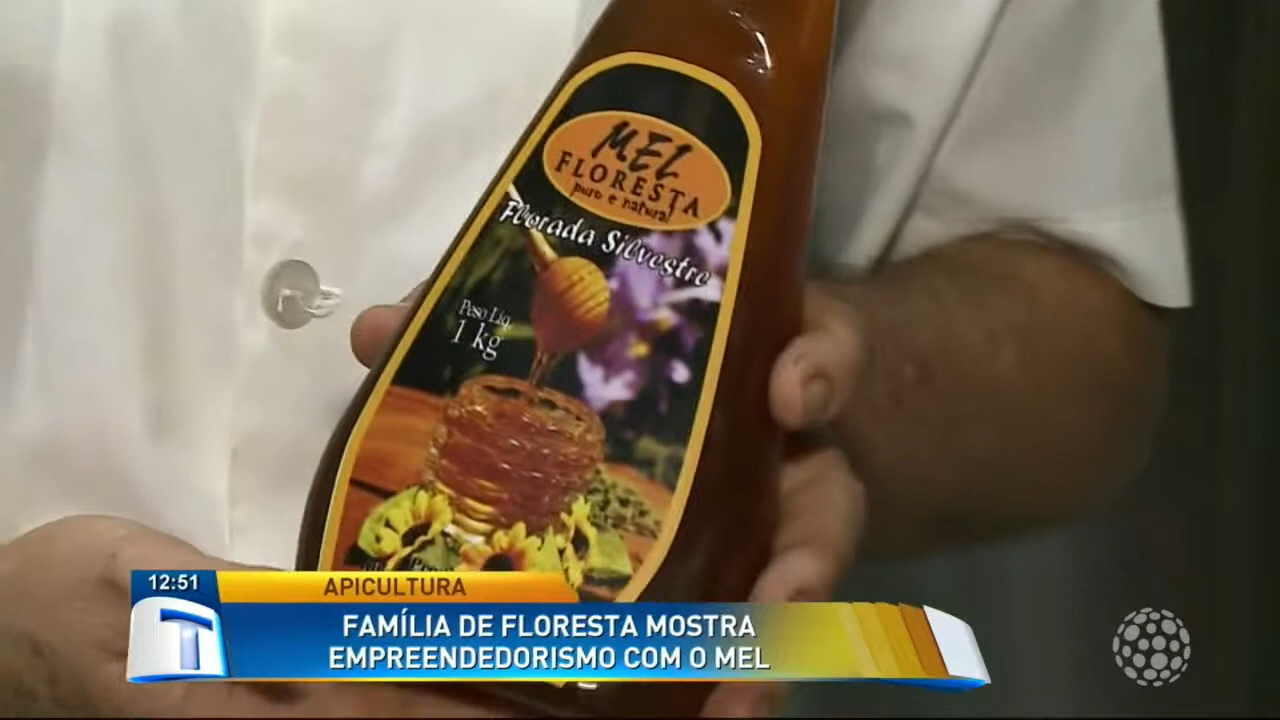 MEL
FLORESTA
puro e natural
Florada Silvestre
Peso Liq.
1 kg
12:51
APICULTURA
T
FAMÍLIA DE FLORESTA MOSTRA
EMPREENDEDORISMO COM O MEL